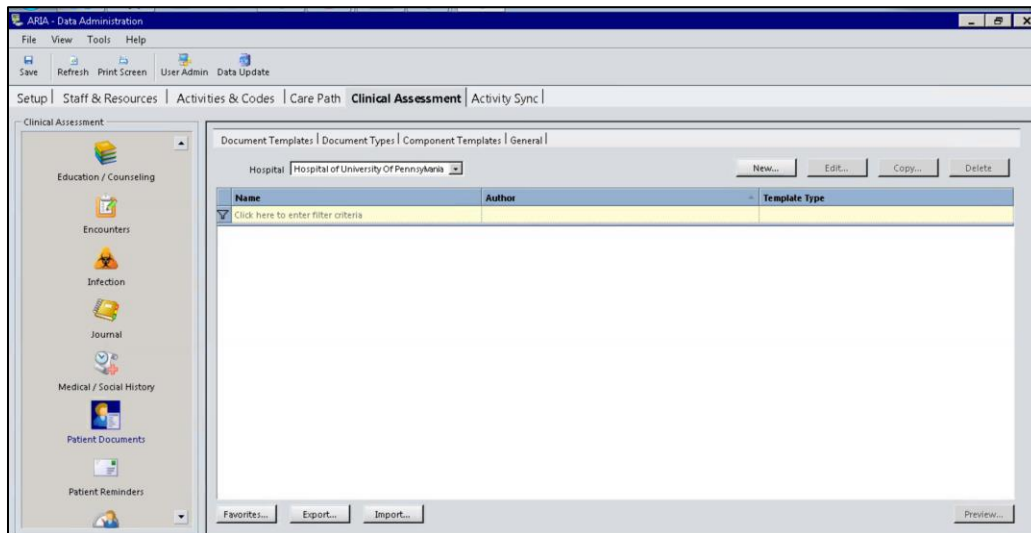 ARIA - Data Administration
File View Tools Help
Save Refresh Print Screen User Admin Data Update
Setup Staff & Resources Activities & Codes Care Path Clinical Assessment Activity Sync
Clinical Assessment
Education / Counseling
Encounters
Infection
Journal
Medical / Social History
Patient Documents
Patient Reminders
Document Templates Document Types Component Templates General
Hospital Hospital of University Of Pennsylvania New... Edit... Copy... Delete
Name Author Template Type
Click here to enter filter criteria
Favorites... Export... Import... Preview...